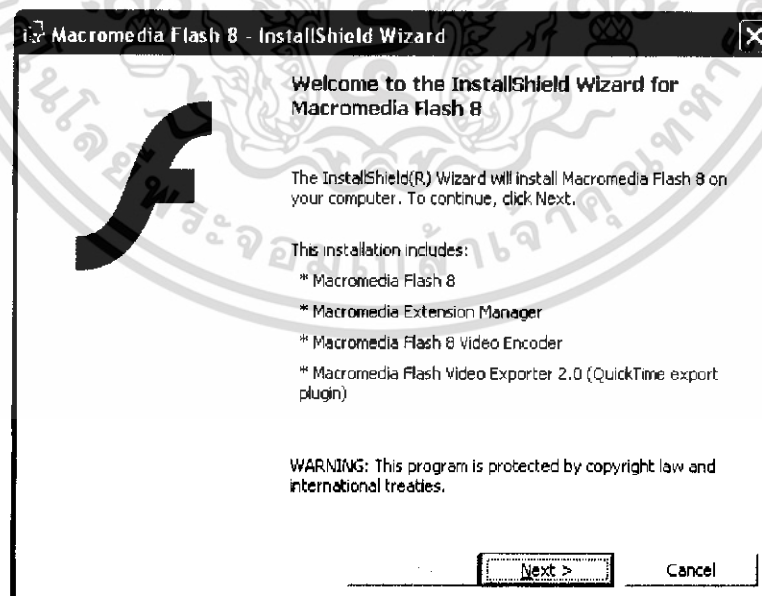 Macromedia Flash 8 - InstallShield Wizard
Welcome to the InstallShield Wizard for
Macromedia Flash 8
The InstallShield(R) Wizard will install Macromedia Flash 8 on
your computer. To continue, click Next.
This installation includes:
* Macromedia Flash 8
* Macromedia Extension Manager
* Macromedia Flash 8 Video Encoder
* Macromedia Flash Video Exporter 2.0 (QuickTime export
plugin)
WARNING: This program is protected by copyright law and
international treaties.
Next >
Cancel